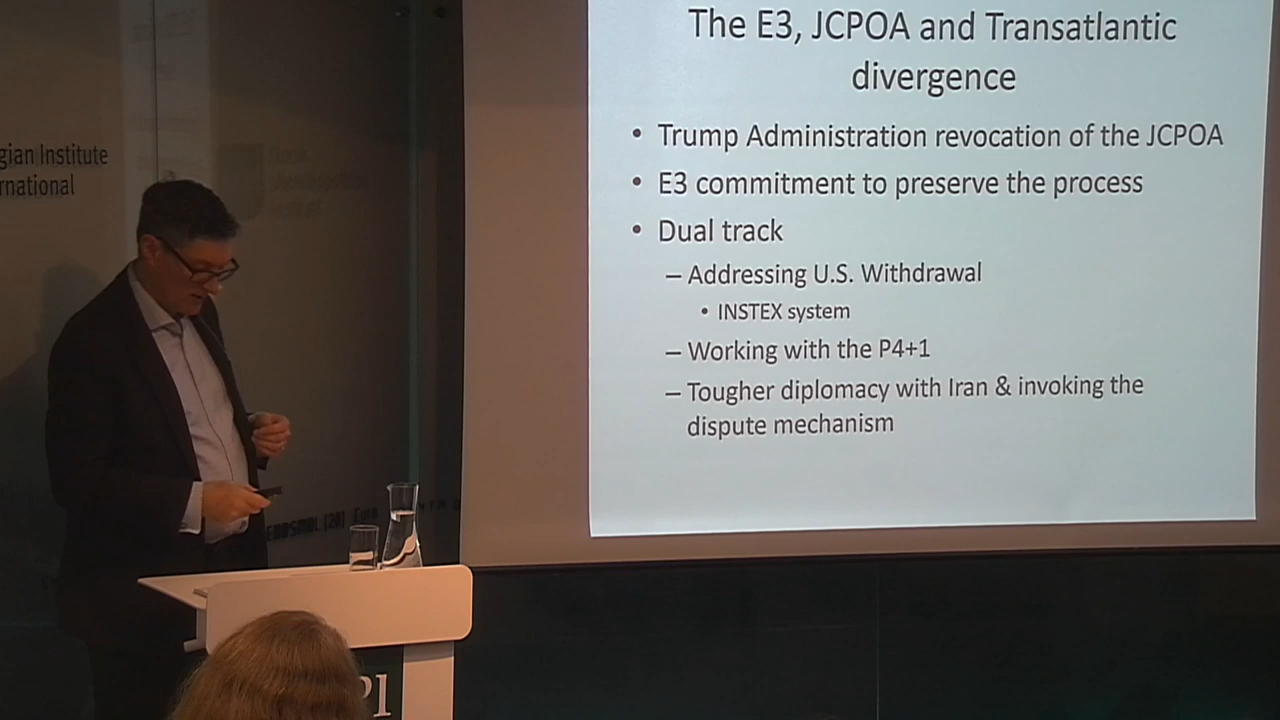 The E3, JCPOA and Transatlantic
divergence
• Trump Administration revocation of the JCPOA
• E3 commitment to preserve the process
• Dual track
– Addressing U.S. Withdrawal
• INSTEX system
– Working with the P4+1
– Tougher diplomacy with Iran & invoking the
dispute mechanism
gian Institute
rnational